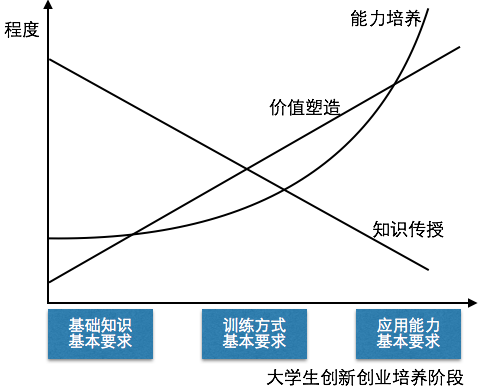 能力培养
程度
价值塑造
知识传授
基础知识
基本要求
训练方式
基本要求
应用能力
基本要求
大学生创新创业培养阶段